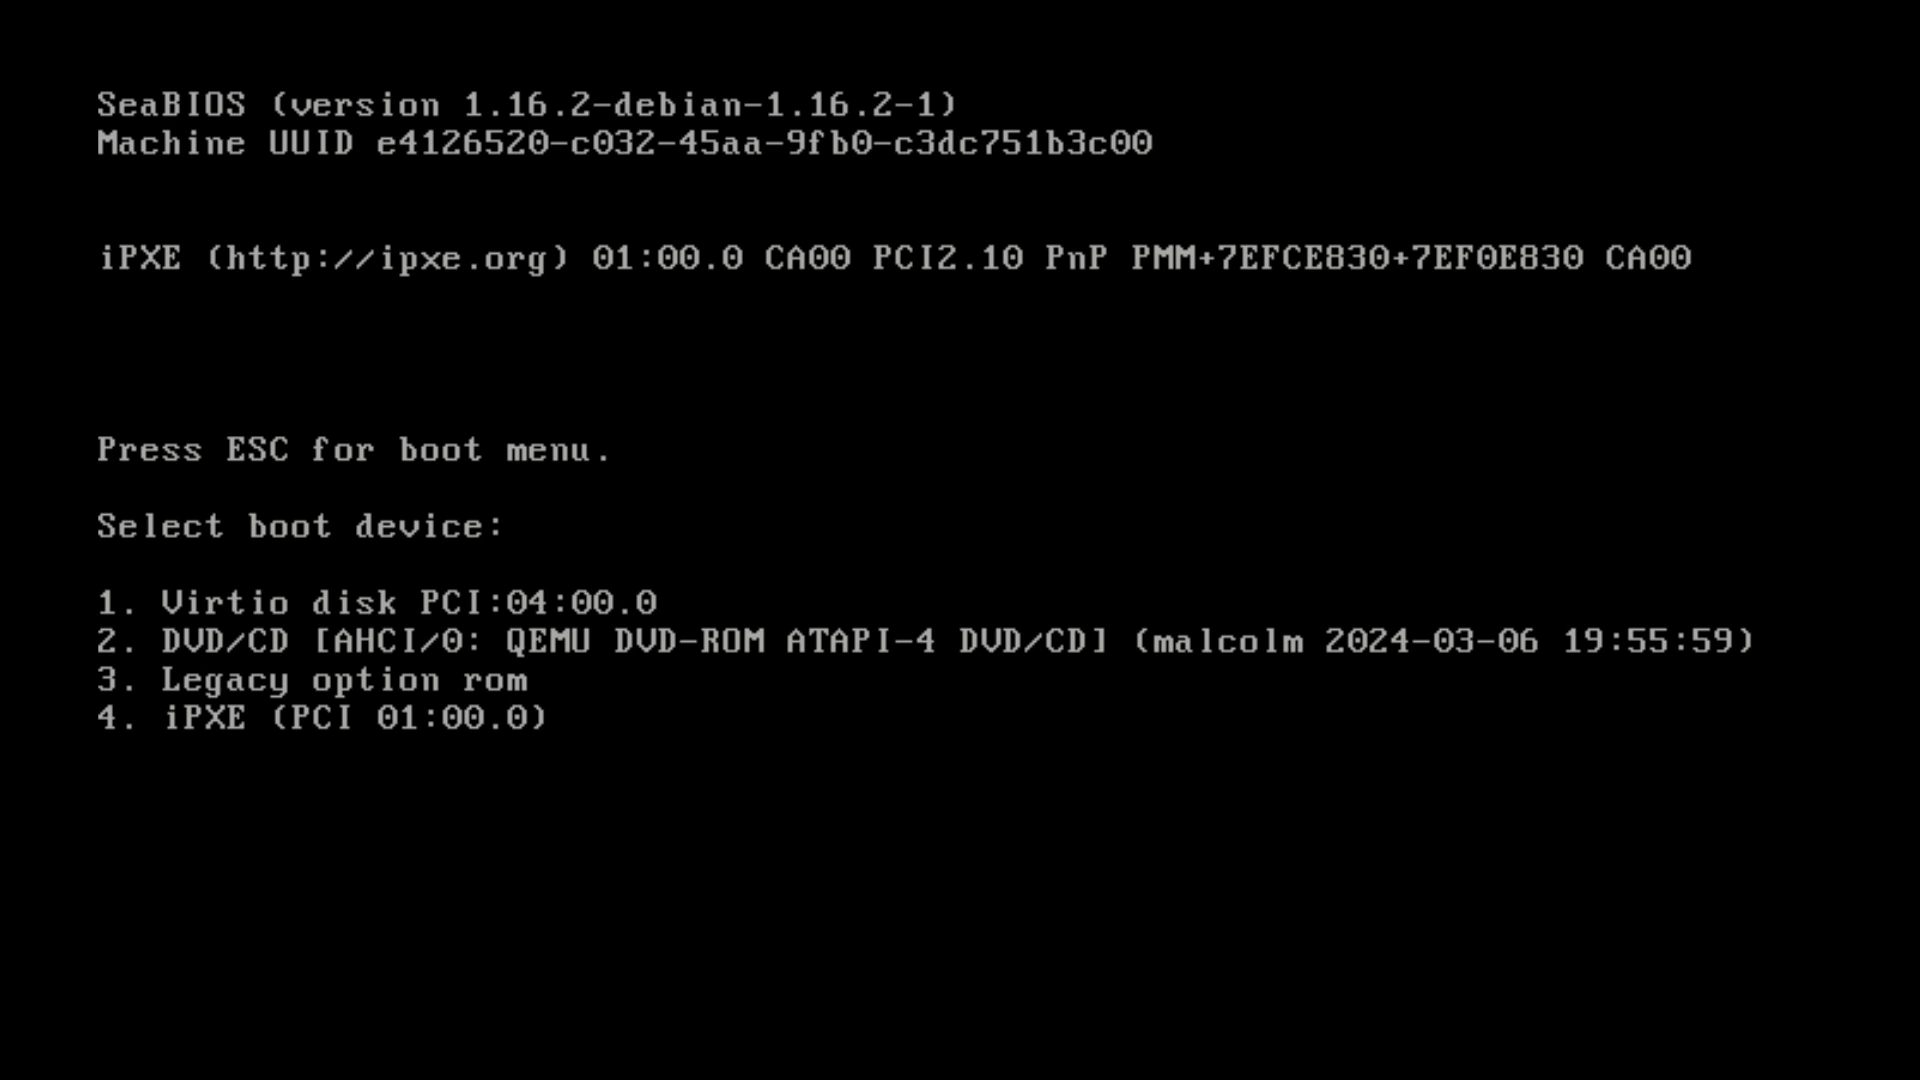 SeaBIOS (version 1.16.2-debian-1.16.2-1)
Machine UUID e4126520-c032-45aa-9fb0-c3dc751b3c00
iPXE (http://ipxe.org) 01:00.0 CA00 PCI2.10 PnP PMM+7EFCE830+7EF0E830 CA00
Press ESC for boot menu.
Select boot device:
1. Virtio disk PCI:04:00.0
2. DVD/CD [AHCI/0: QEMU DVD-ROM ATAPI-4 DVD/CD] (malcolm 2024-03-06 19:55:59)
3. Legacy option rom
4. iPXE (PCI 01:00.0)